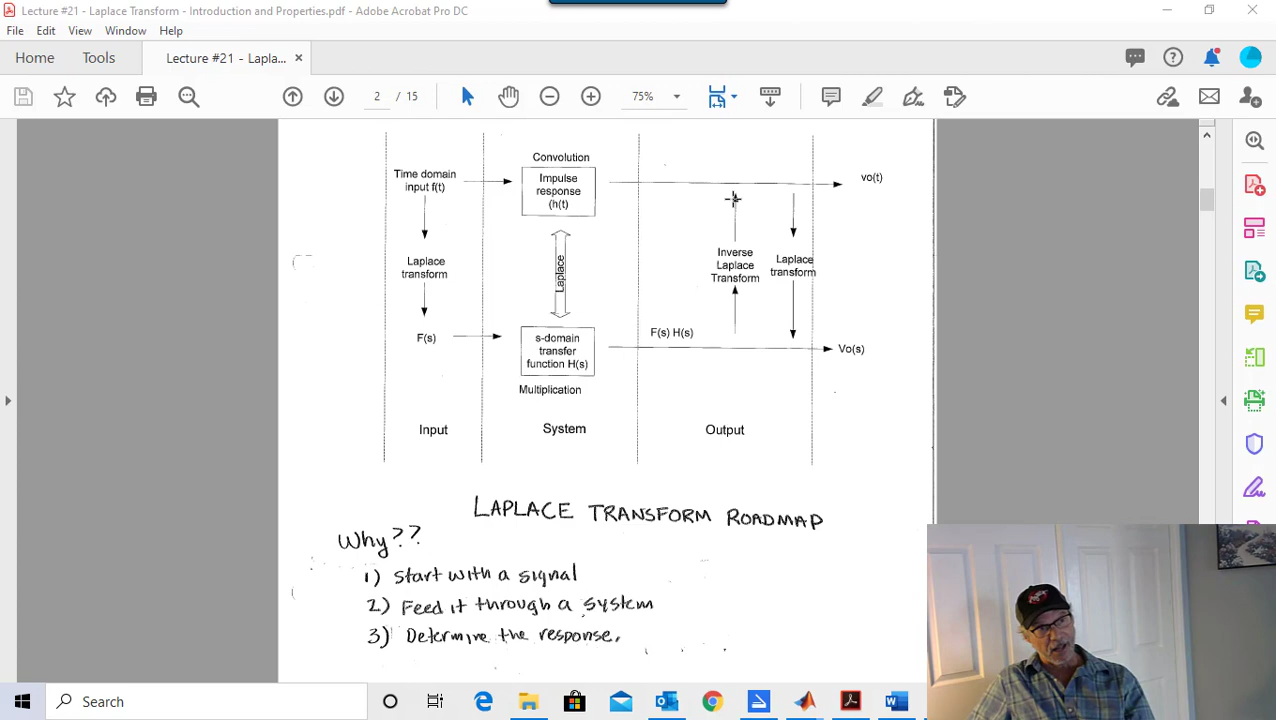 Lecture #21 - Laplace Transform - Introduction and Properties.pdf - Adobe Acrobat Pro DC
File Edit View Window Help
Home Tools Lecture #21 - Lapla... ×
2 / 15 75%
Convolution
Time domain
input f(t)
Impulse
response
(h(t)
vo(t)
Laplace
transform
Laplace
Inverse
Laplace
Transform
Laplace
transform
F(s)
s-domain
transfer
function H(s)
F(s) H(s)
Vo(s)
Multiplication
Input System Output
LAPLACE TRANSFORM ROADMAP
Why??
1) start with a signal
2) Feed it through a system
3) Determine the response.
Search